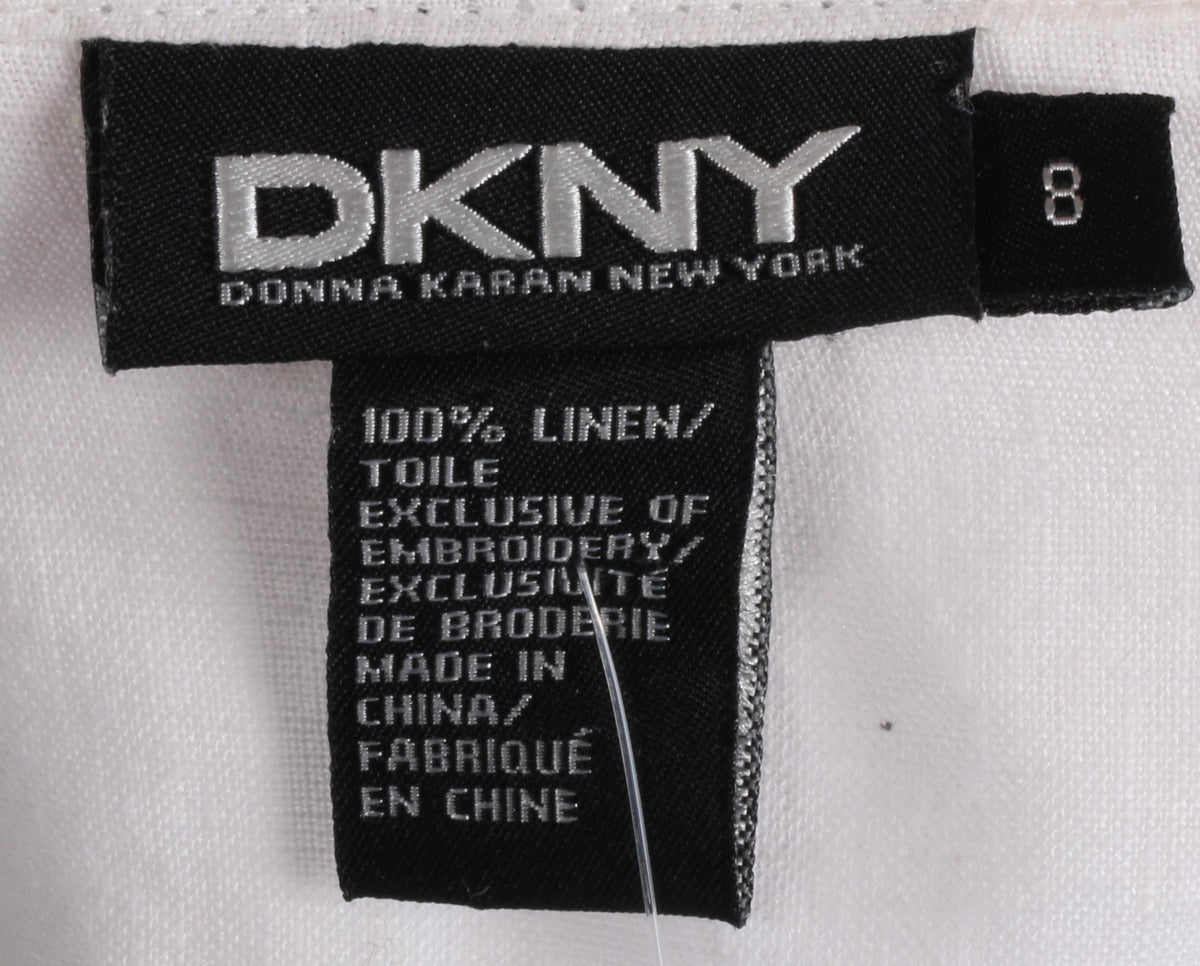 DKNY
DONNA KARAN NEW YORK
8
100% LINEN/
TOILE
EXCLUSIVE OF
EMBROIDERY/
EXCLUSIVITÉ
DE BRODERIE
MADE IN
CHINA/
FABRIQUÉ
EN CHINE